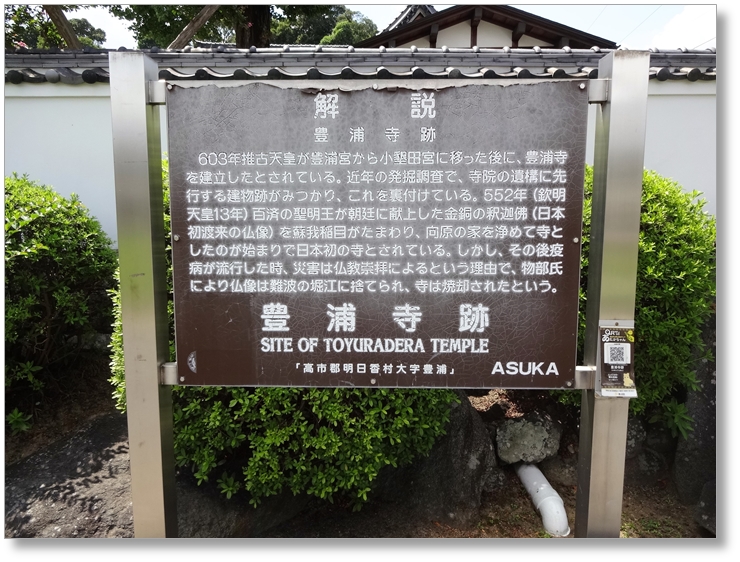 解 説
豊 浦 寺 跡
603年推古天皇が豊浦宮から小墾田宮に移った後に、豊浦寺
を建立したとされている。近年の発掘調査で、寺院の遺構に先
行する建物跡がみつかり、これを裏付けている。552年（欽明
天皇13年）百済の聖明王が朝廷に献上した金銅の釈迦佛（日本
初渡来の仏像）を蘇我稲目がたまわり、向原の家を浄めて寺と
したのが始まりで日本初の寺とされている。しかし、その後疫
病が流行した時、災害は仏教崇拝によるという理由で、物部氏
により仏像は難波の堀江に捨てられ、寺は焼却されたという。
豊 浦 寺 跡
SITE OF TOYURADERA TEMPLE
「高市郡明日香村大字豊浦」 ASUKA
豊浦寺跡